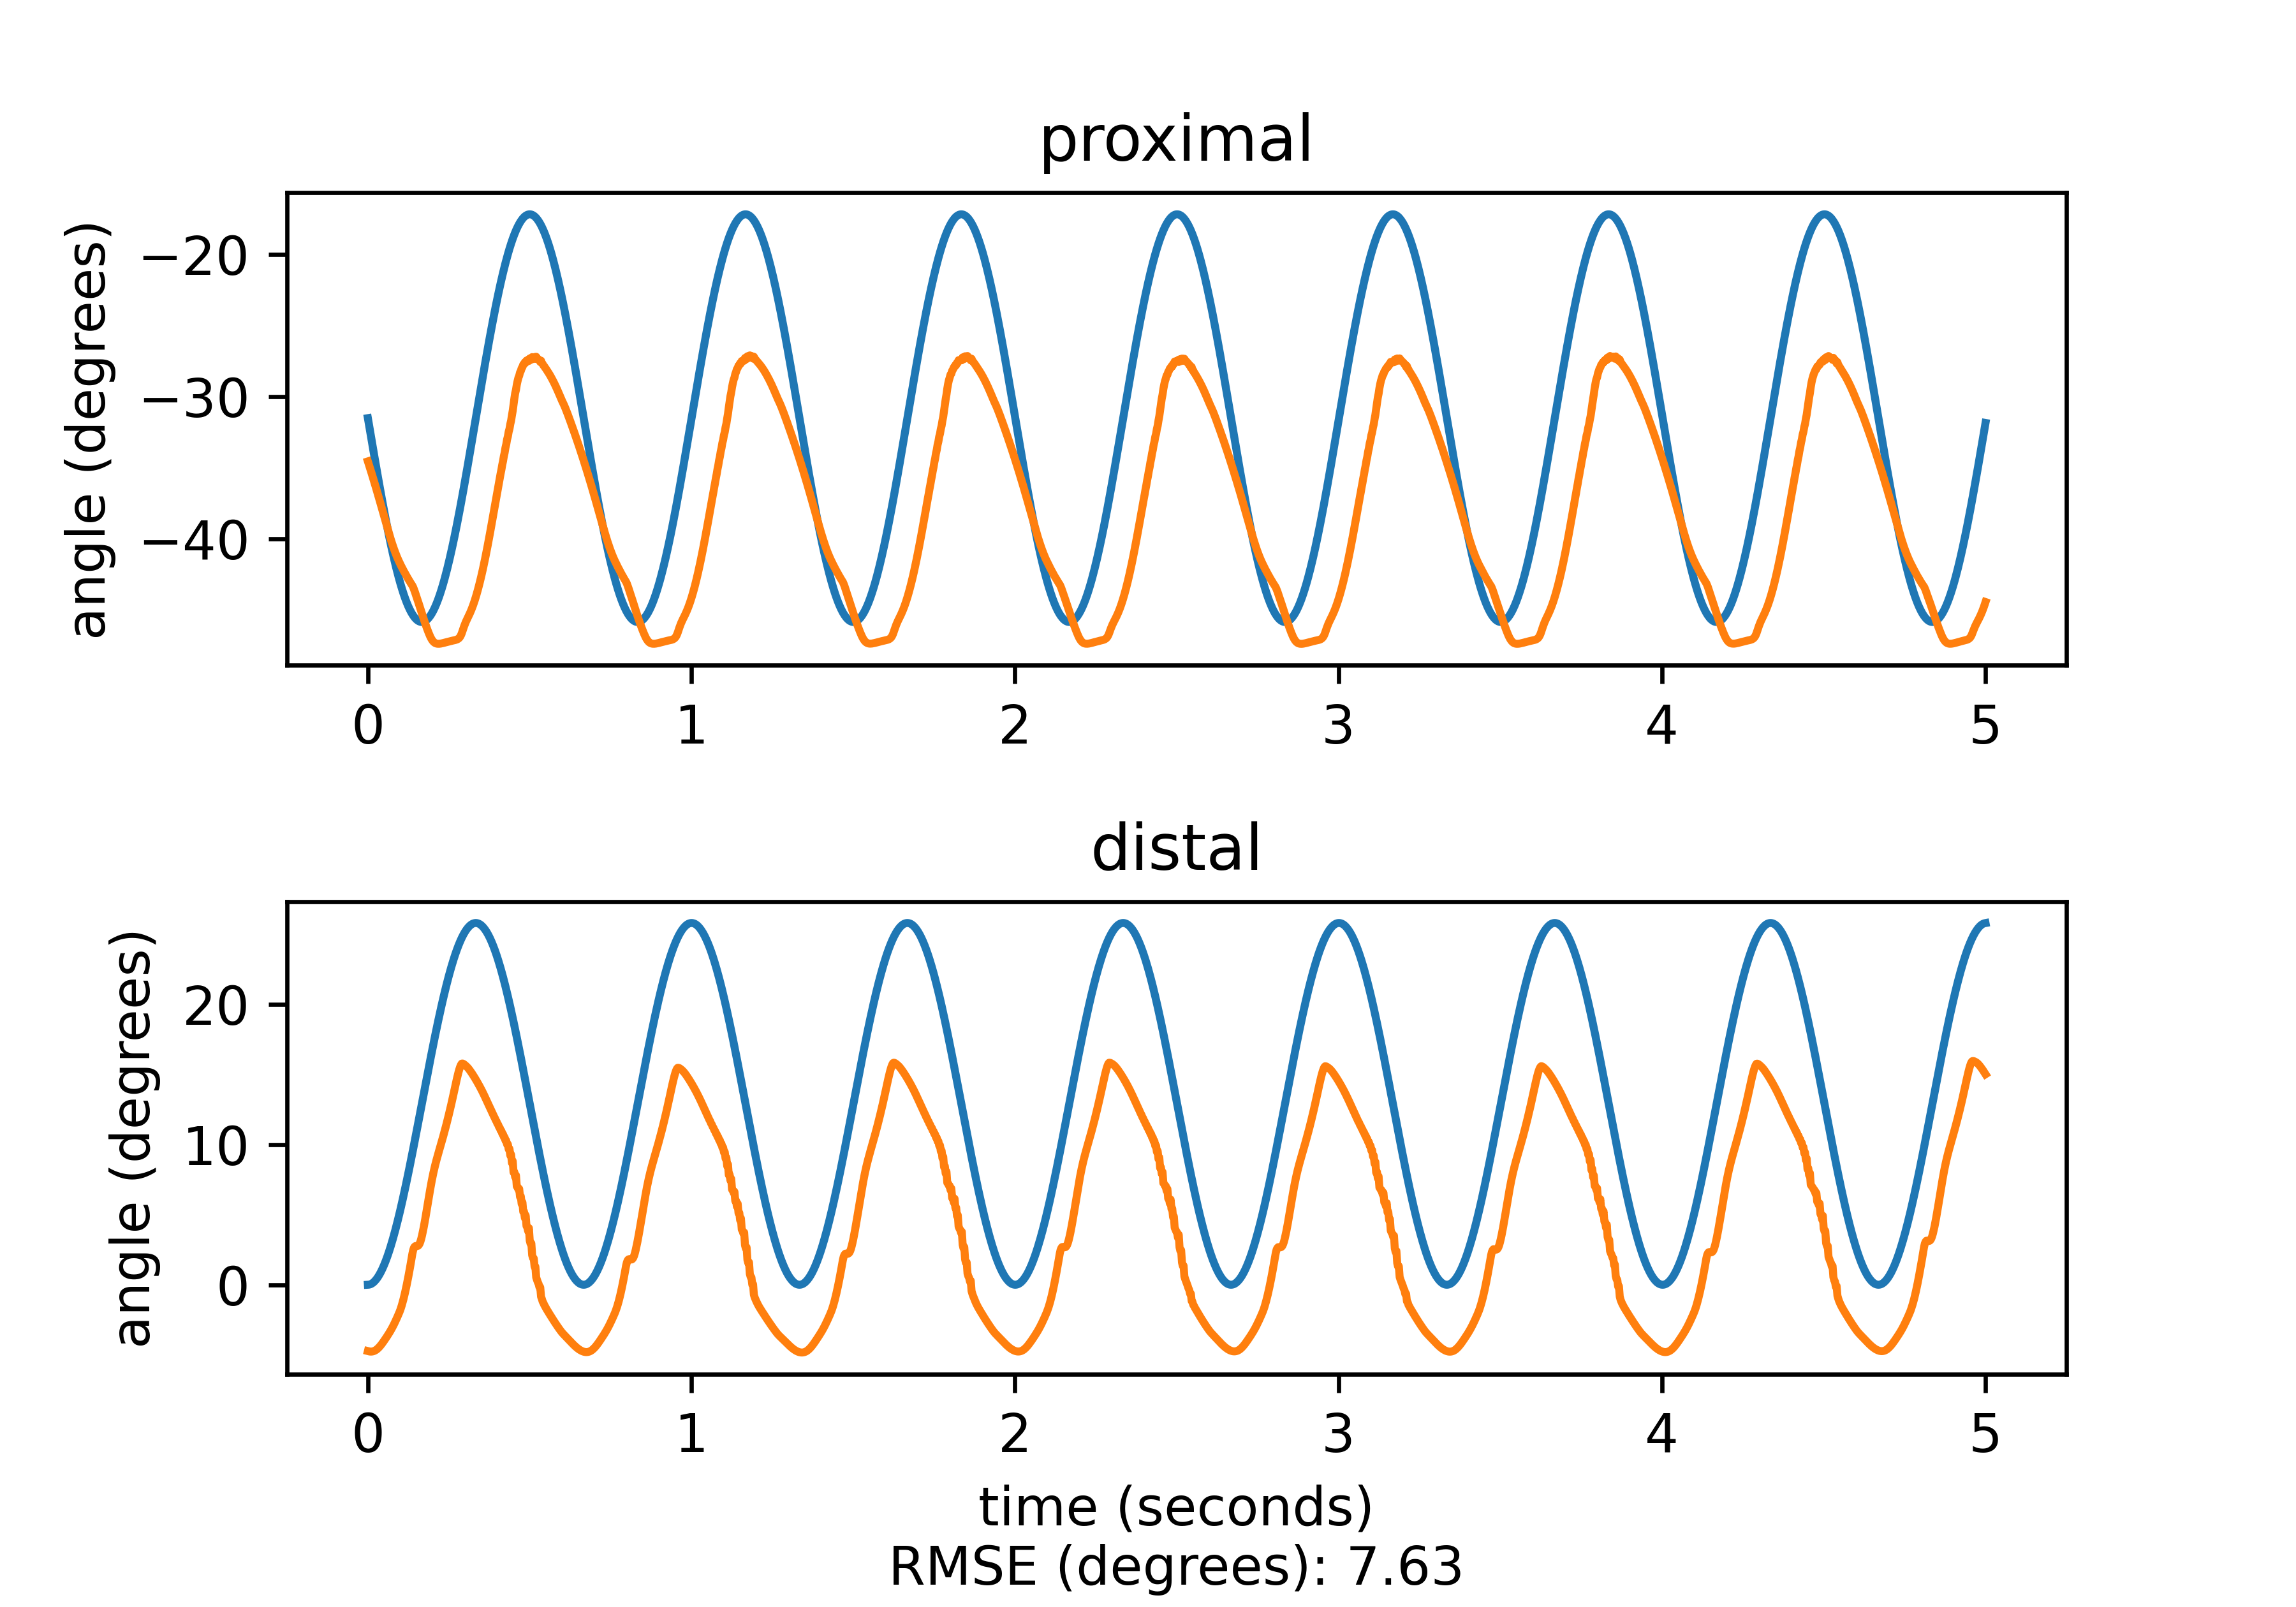 proximal
angle (degrees)
−20
−30
−40
0 1 2 3 4 5
distal
angle (degrees)
20
10
0
0 1 2 3 4 5
time (seconds)
RMSE (degrees): 7.63